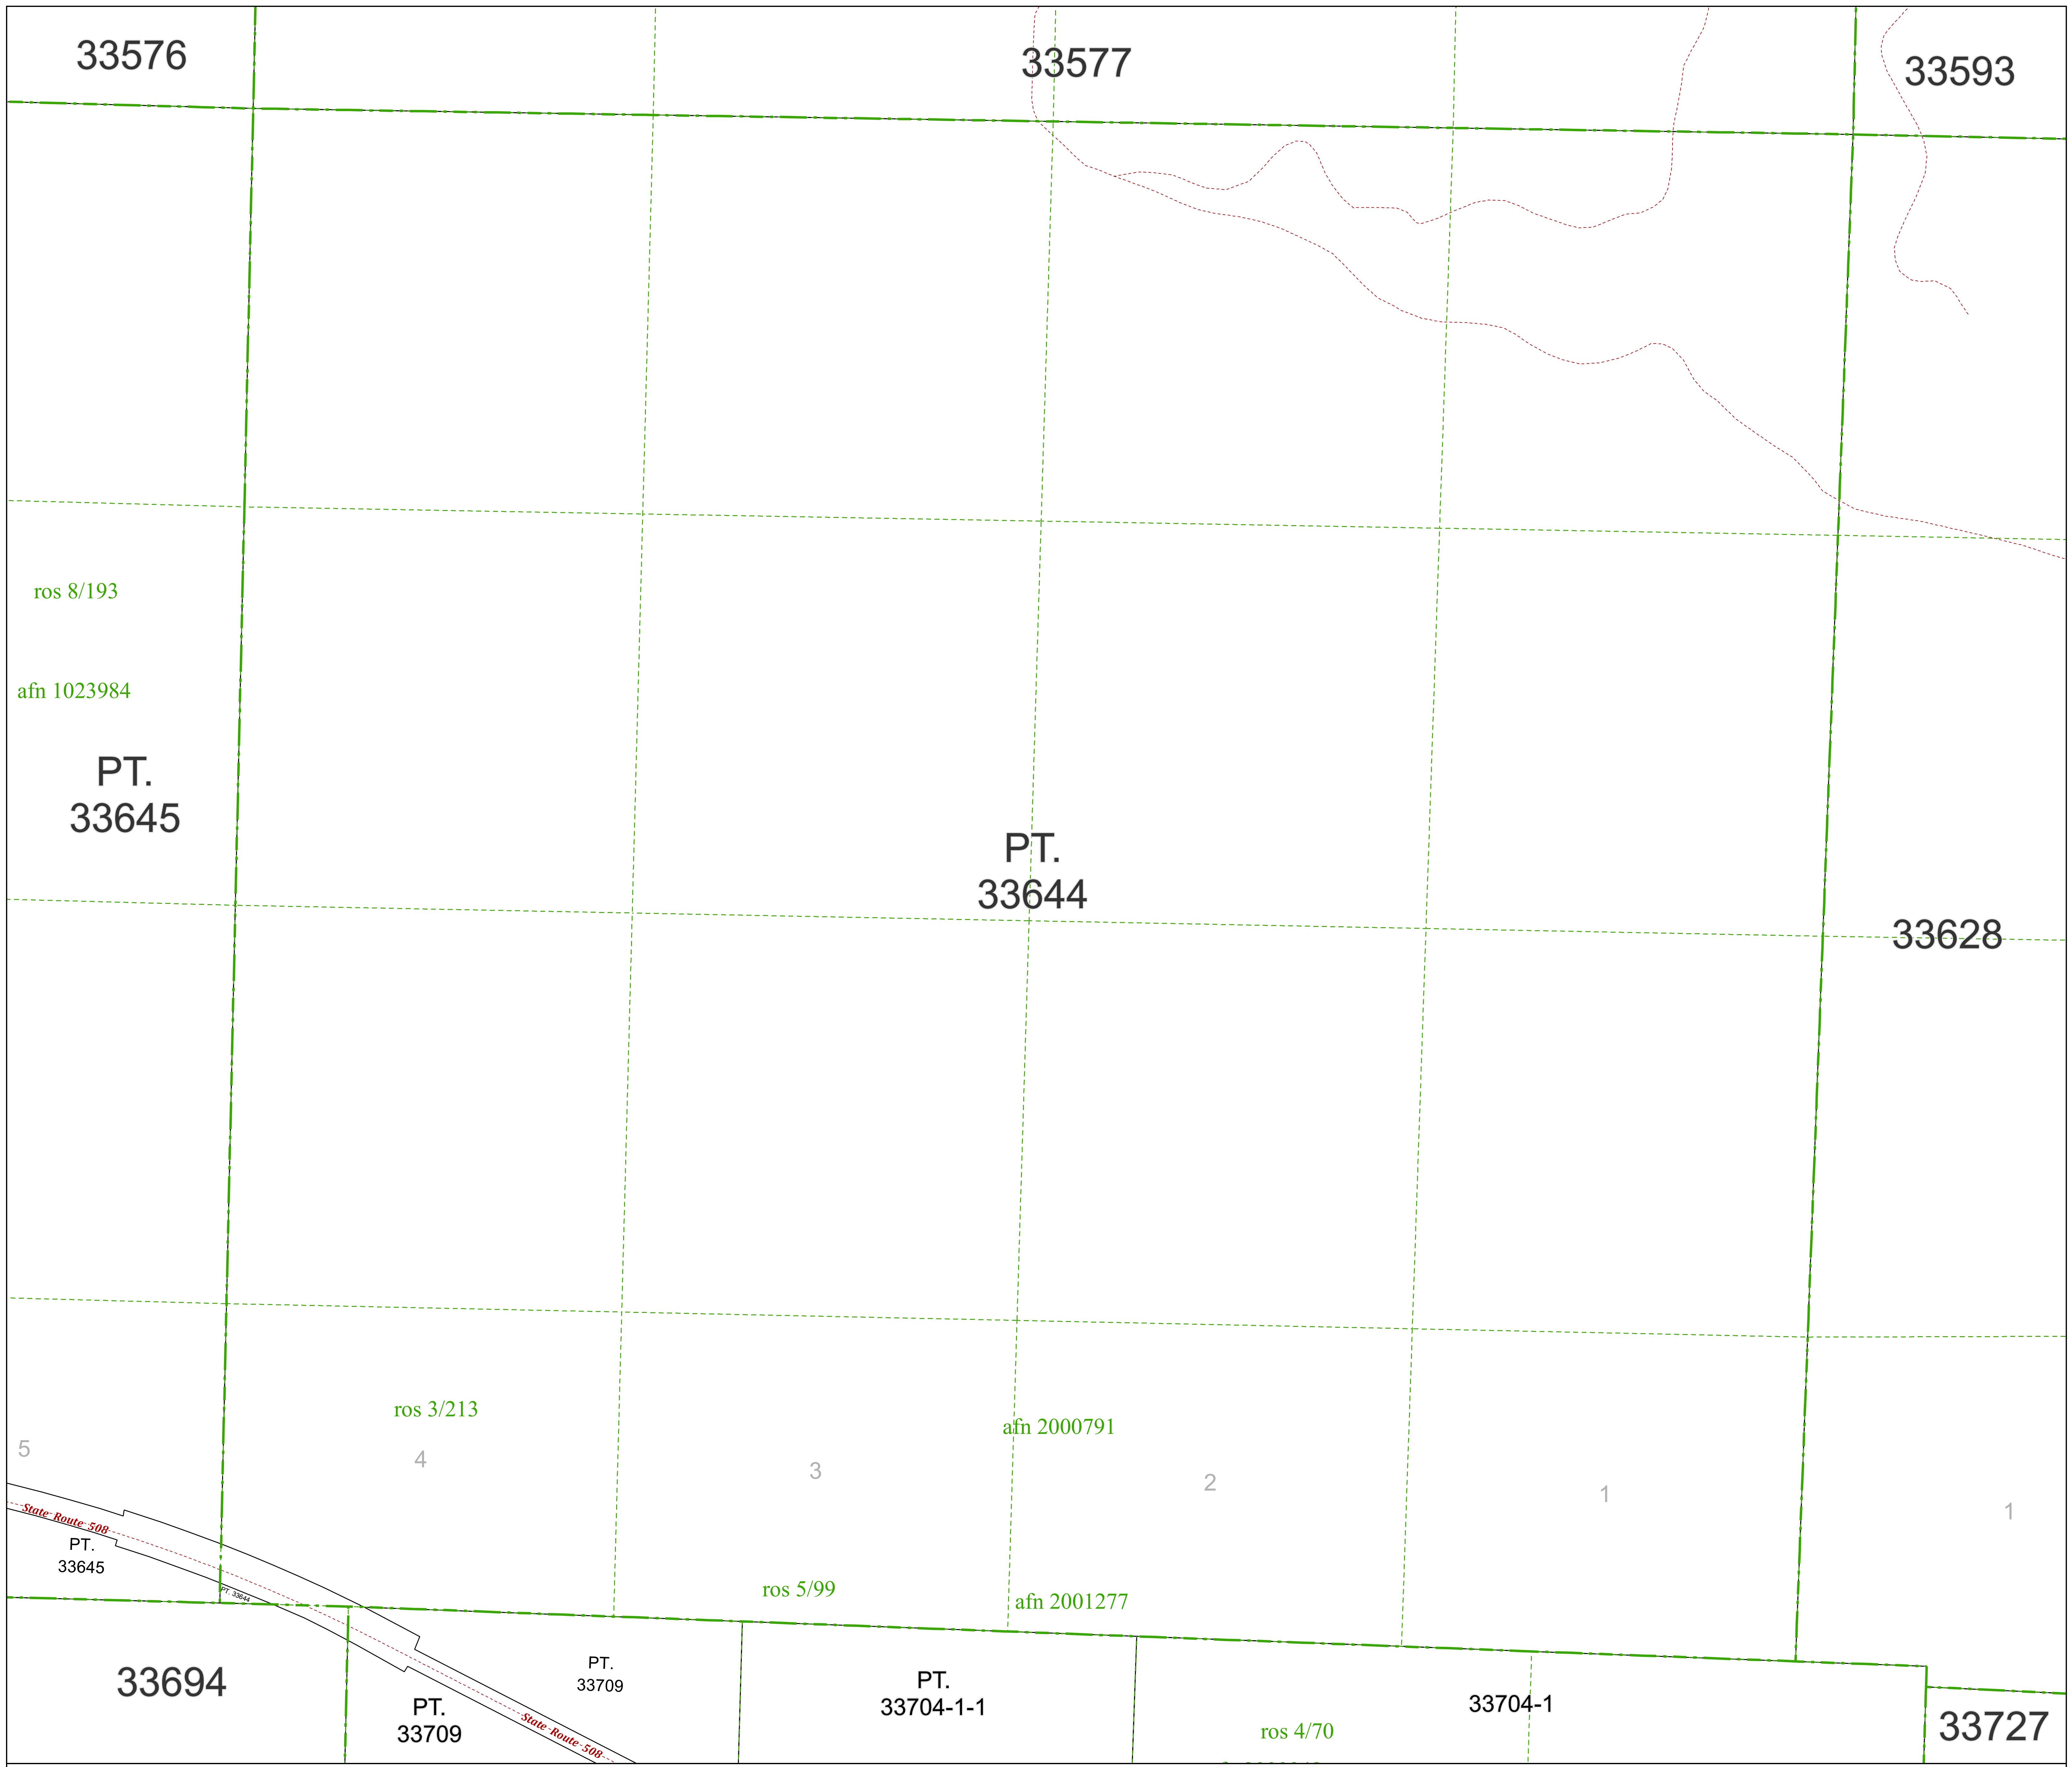 33576
33577
33593
ros 8/193
afn 1023984
PT.
33645
PT.
33644
33628
ros 3/213
afn 2000791
5
4
3
2
1
1
State Route 508
PT.
33645
PT. 33644
ros 5/99
afn 2001277
33694
PT.
33709
PT.
33709
State Route 508
PT.
33704-1-1
33704-1
ros 4/70
33727